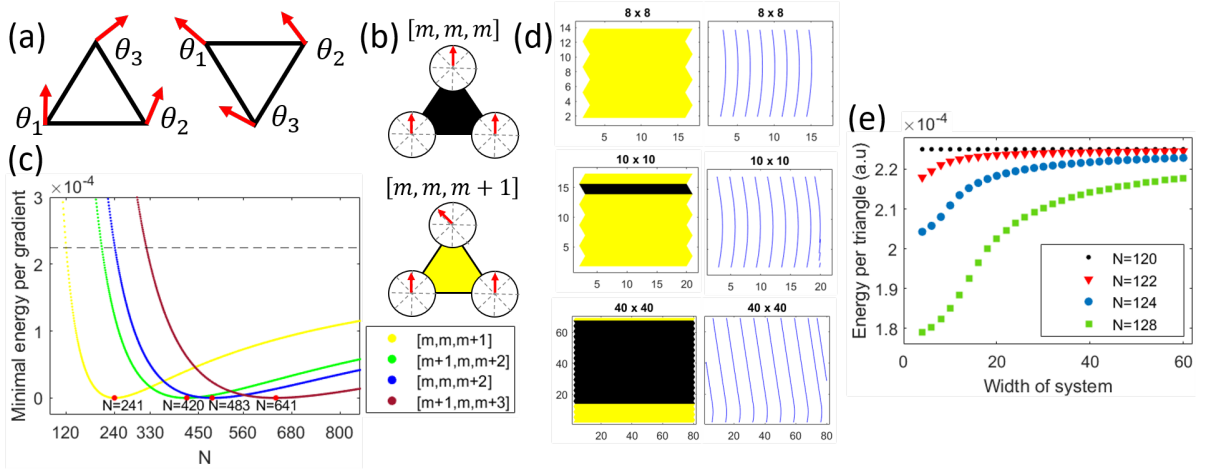 (a)
θ₁
θ₂
θ₃
θ₁
θ₂
θ₃
(b)
[m, m, m]
[m, m, m + 1]
[m,m,m+1]
[m+1,m,m+2]
[m,m,m+2]
[m+1,m,m+3]
(c)
×10⁻⁴
Minimal energy per gradient
3
2
1
0
N=241
N=420
N=483
N=641
120
240
330
460
560
680
800
N
(d)
8 x 8
14
12
10
8
6
4
2
5
10
15
8 x 8
5
10
15
10 x 10
15
10
5
5
10
15
20
10 x 10
5
10
15
20
40 x 40
60
40
20
20
40
60
80
40 x 40
20
40
60
80
(e)
×10⁻⁴
Energy per triangle (a.u)
2.2
2.1
2
1.9
1.8
N=120
N=122
N=124
N=128
0
20
40
60
Width of system